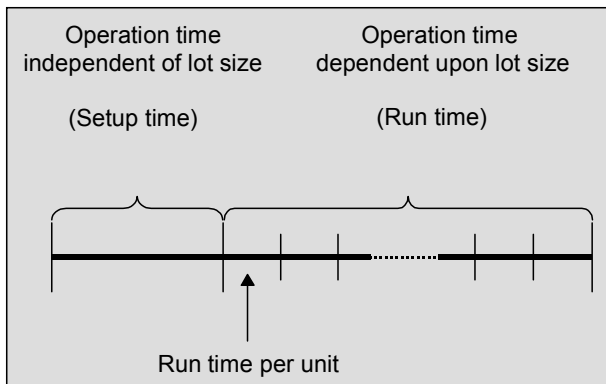 Operation time
independent of lot size
(Setup time)
Operation time
dependent upon lot size
(Run time)
Run time per unit